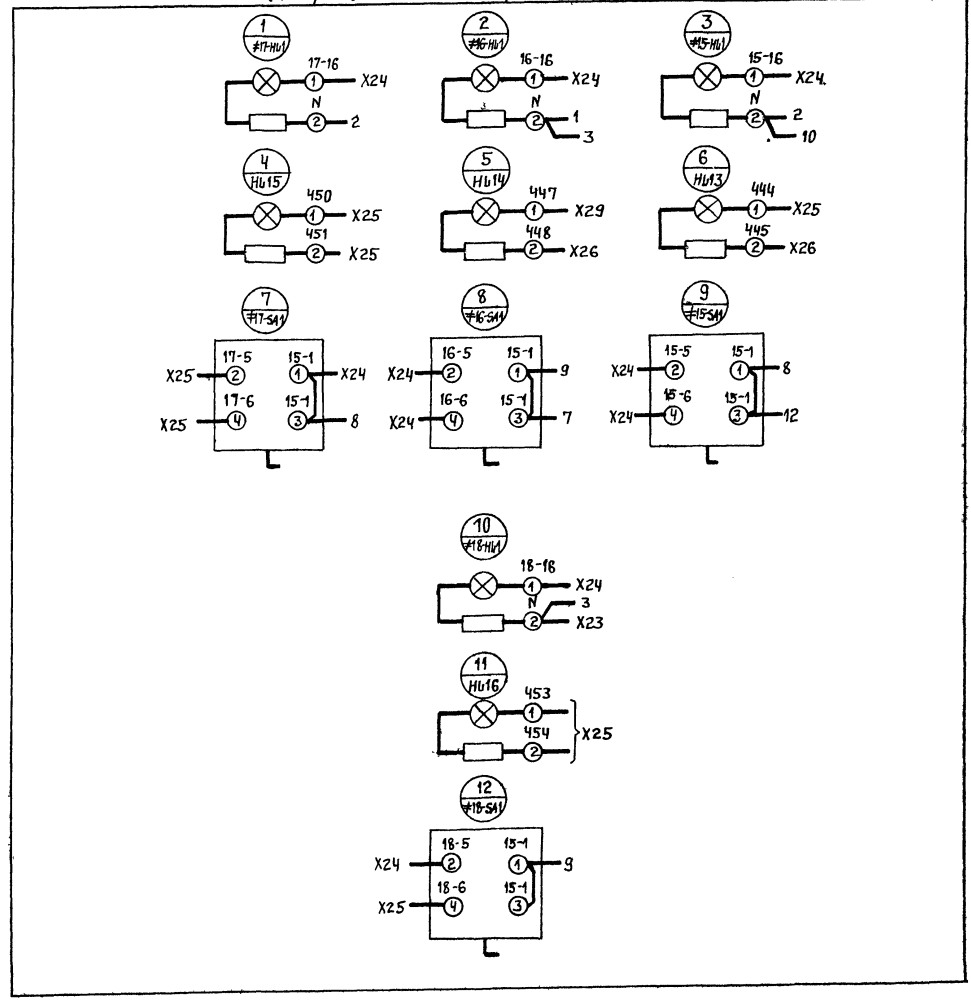 1
#17-HL1
17-16
1
X24
N
2
2
2
#16-HL1
16-16
1
X24
N
2
1
3
3
#15-HL1
15-16
1
X24.
N
2
2
10
4
HL15
450
1
X25
451
2
X25
5
HL14
447
1
X29
448
2
X26
6
HL13
444
1
X25
445
2
X26
7
#17-SA1
17-5
15-1
X25
2
1
X24
17-6
15-1
X25
4
3
8
8
#16-SA1
16-5
15-1
X24
2
1
9
16-6
15-1
X24
4
3
7
9
#15-SA1
15-5
15-1
X24
2
1
8
15-6
15-1
X24
4
3
12
10
#18-HL1
18-16
1
X24
N
3
2
X23
11
HL16
453
1
454
X25
2
12
#18-SA1
18-5
15-1
X24
2
1
9
18-6
15-1
X25
4
3